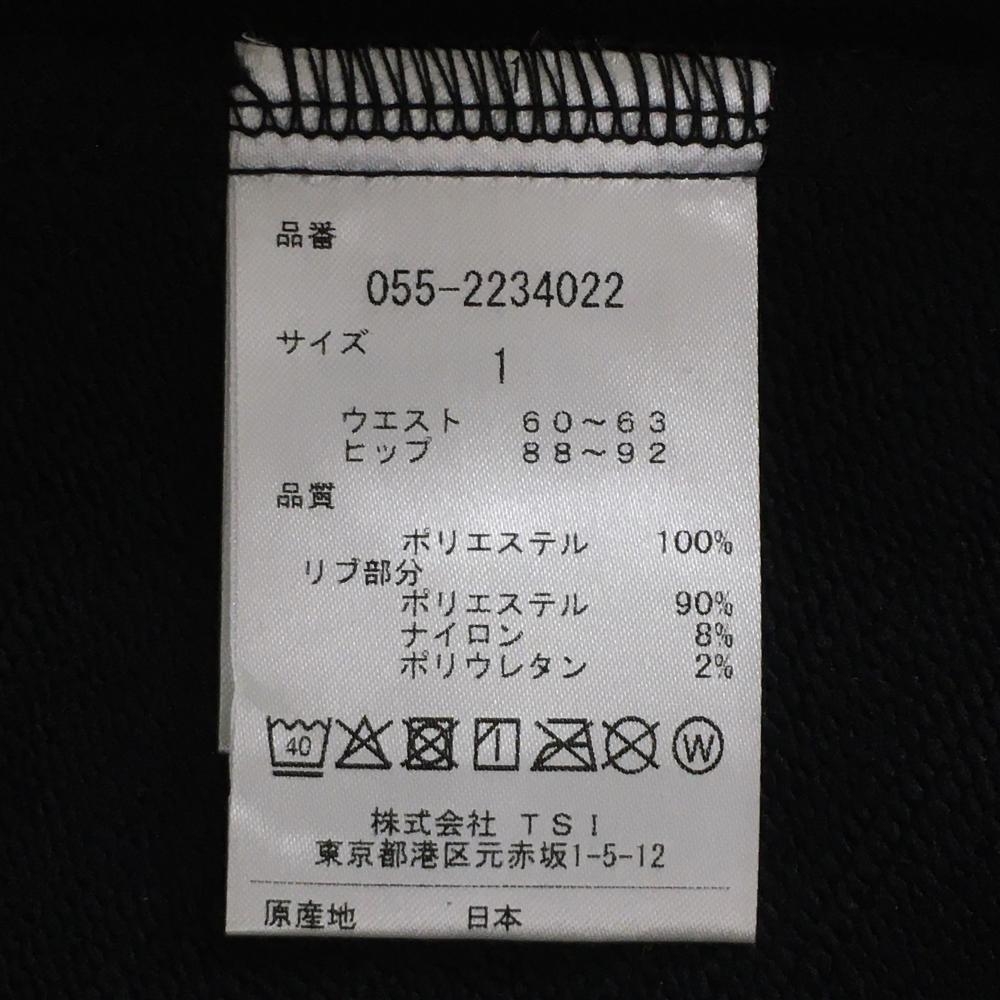 品番
055-2234022
サイズ
1
ウエスト 60~63
ヒップ 88~92
品質
ポリエステル 100%
リブ部分
ポリエステル 90%
ナイロン 8%
ポリウレタン 2%
40 W
株式会社 TSI
東京都港区元赤坂1-5-12
原産地 日本